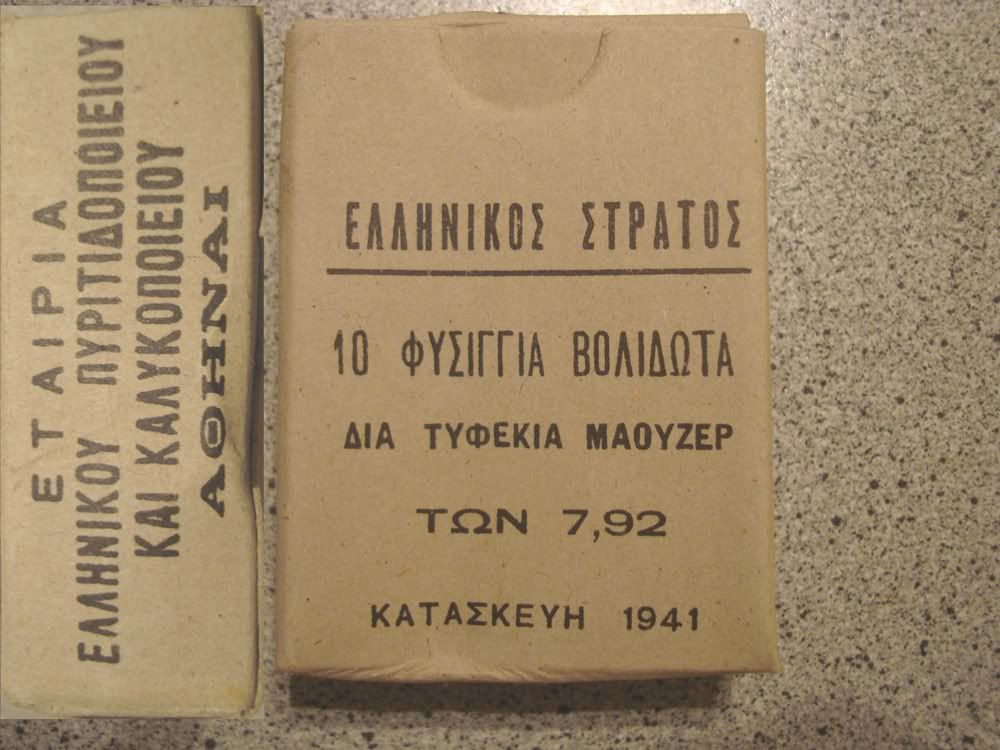 ΕΤΑΙΡΙΑ
ΕΛΛΗΝΙΚΟΥ ΠΥΡΙΤΙΔΟΠΟΙΕΙΟΥ
ΚΑΙ ΚΑΛΥΚΟΠΟΙΕΙΟΥ
ΑΘΗΝΑΙ
ΕΛΛΗΝΙΚΟΣ ΣΤΡΑΤΟΣ
10 ΦΥΣΙΓΓΙΑ ΒΟΛΙΔΩΤΑ
ΔΙΑ ΤΥΦΕΚΙΑ ΜΑΟΥΖΕΡ
ΤΩΝ 7,92
ΚΑΤΑΣΚΕΥΗ 1941